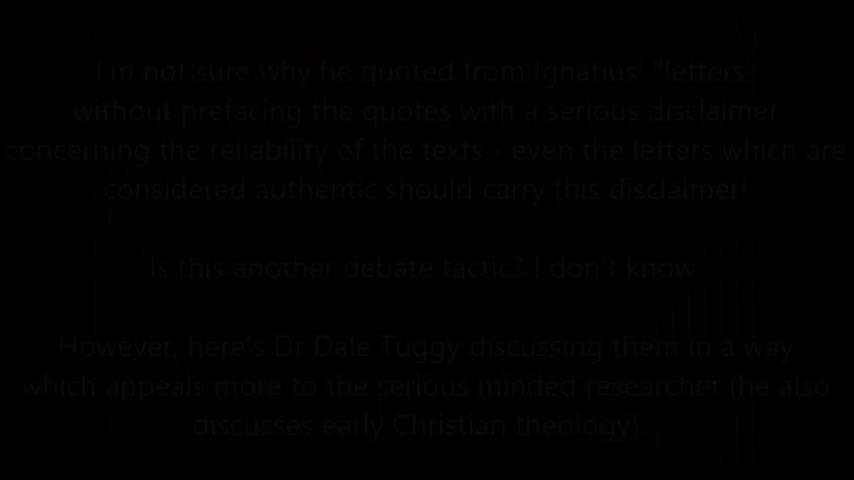 I'm not sure why he quoted from Ignatius' "letters'
without prefacing the quotes with a serious disclaimer
concerning the reliability of the texts - even the letters which are
considered authentic should carry this disclaimer!
Is this another debate tactic? I don't know.
However, here's Dr Dale Tuggy discussing them in a way
which appeals more to the serious minded researcher (he also
discusses early Christian theology)...